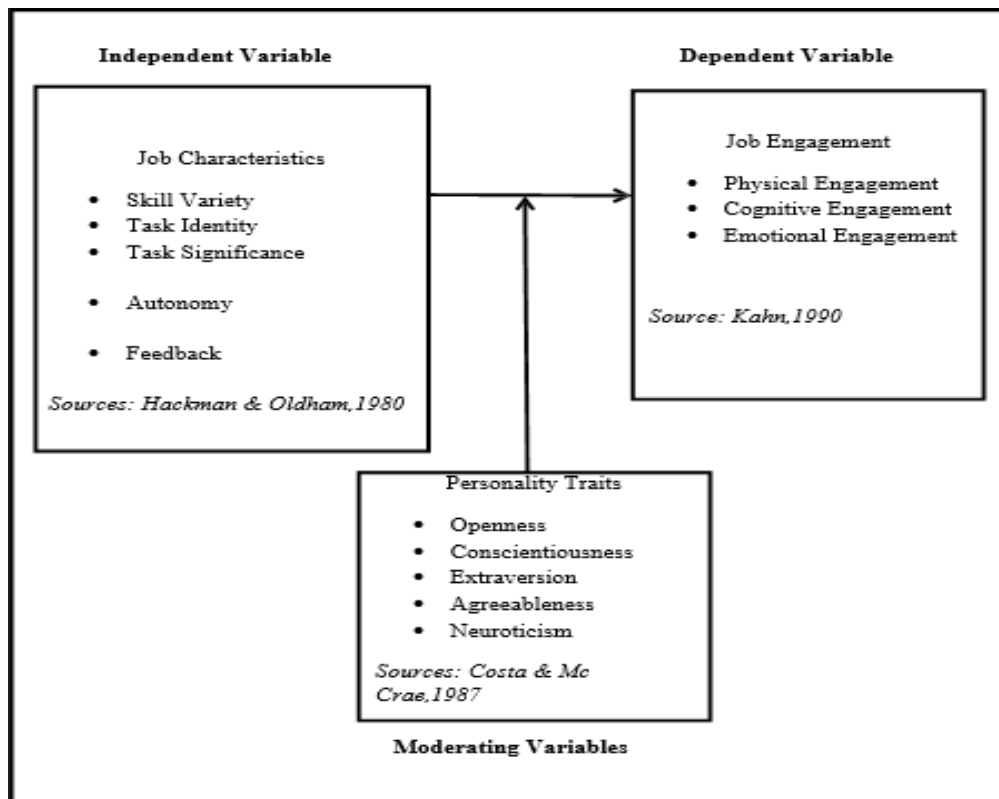 Independent Variable
Job Characteristics
• Skill Variety
• Task Identity
• Task Significance
• Autonomy
• Feedback
Sources: Hackman & Oldham,1980
Dependent Variable
Job Engagement
• Physical Engagement
• Cognitive Engagement
• Emotional Engagement
Source: Kahn,1990
Personality Traits
• Openness
• Conscientiousness
• Extraversion
• Agreeableness
• Neuroticism
Sources: Costa & Mc
Crae,1987
Moderating Variables